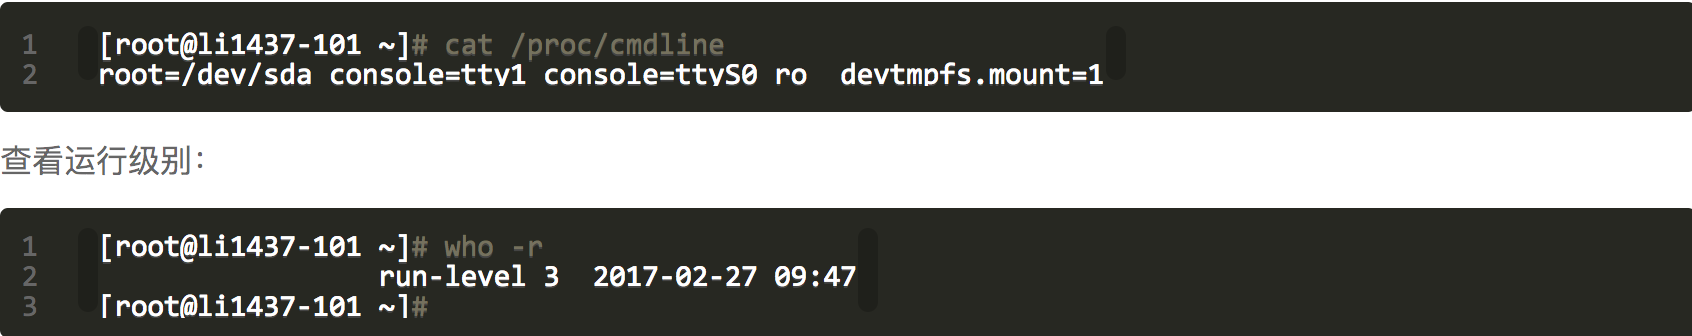 1 [root@li1437-101 ~]# cat /proc/cmdline
2 root=/dev/sda console=tty1 console=ttyS0 ro  devtmpfs.mount=1
查看运行级别：
1 [root@li1437-101 ~]# who -r
2                  run-level 3  2017-02-27 09:47
3 [root@li1437-101 ~]#